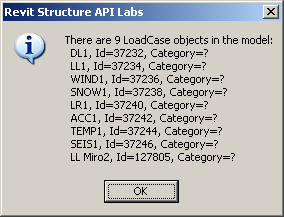 Revit Structure API Labs
There are 9 LoadCase objects in the model:
DL1, Id=37232, Category=?
LL1, Id=37234, Category=?
WIND1, Id=37236, Category=?
SNOW1, Id=37238, Category=?
LR1, Id=37240, Category=?
ACC1, Id=37242, Category=?
TEMP1, Id=37244, Category=?
SEIS1, Id=37246, Category=?
LL Miro2, Id=127805, Category=?
OK